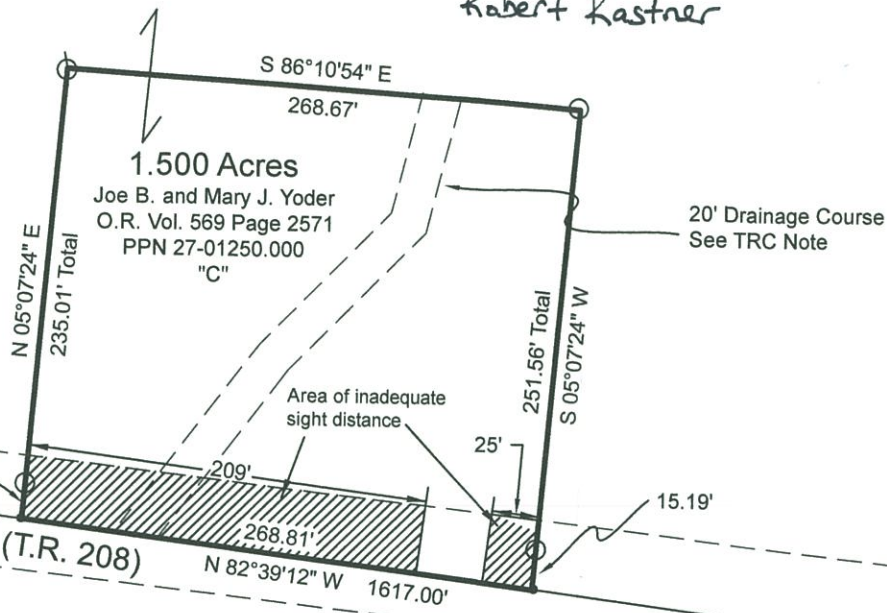 Robert Kastner
S 86°10'54" E
268.67'
1.500 Acres
Joe B. and Mary J. Yoder
O.R. Vol. 569 Page 2571
PPN 27-01250.000
"C"
20' Drainage Course
See TRC Note
N 05°07'24" E
235.01' Total
251.56' Total
S 05°07'24" W
Area of inadequate
sight distance
25'
209'
15.19'
268.81'
(T.R. 208)
N 82°39'12" W
1617.00'